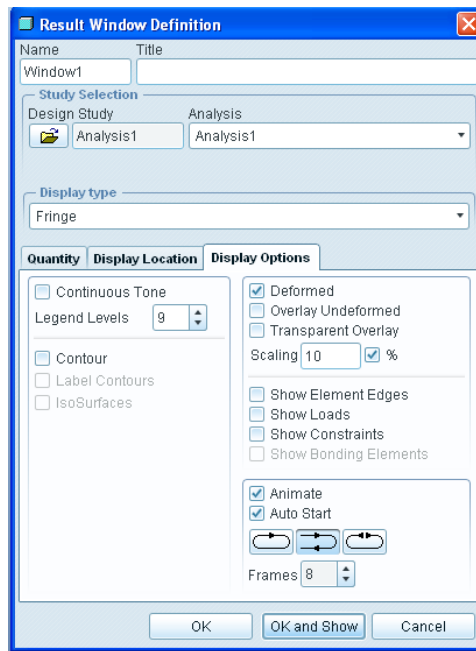 Result Window Definition
Name Title
Window1
Study Selection
Design Study Analysis
Analysis1 Analysis1
Display type
Fringe
Quantity Display Location Display Options
Continuous Tone
Legend Levels 9
Contour
Label Contours
IsoSurfaces
Deformed
Overlay Undeformed
Transparent Overlay
Scaling 10 %
Show Element Edges
Show Loads
Show Constraints
Show Bonding Elements
Animate
Auto Start
Frames 8
OK OK and Show Cancel